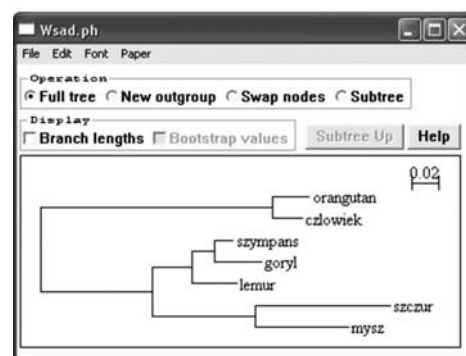 Wsad.ph
File Edit Font Paper
Operation
Full tree New outgroup Swap nodes Subtree
Display
Branch lengths Bootstrap values Subtree Up Help
0.02
orangutan
czlowiek
szympans
goryl
lemur
szczur
mysz